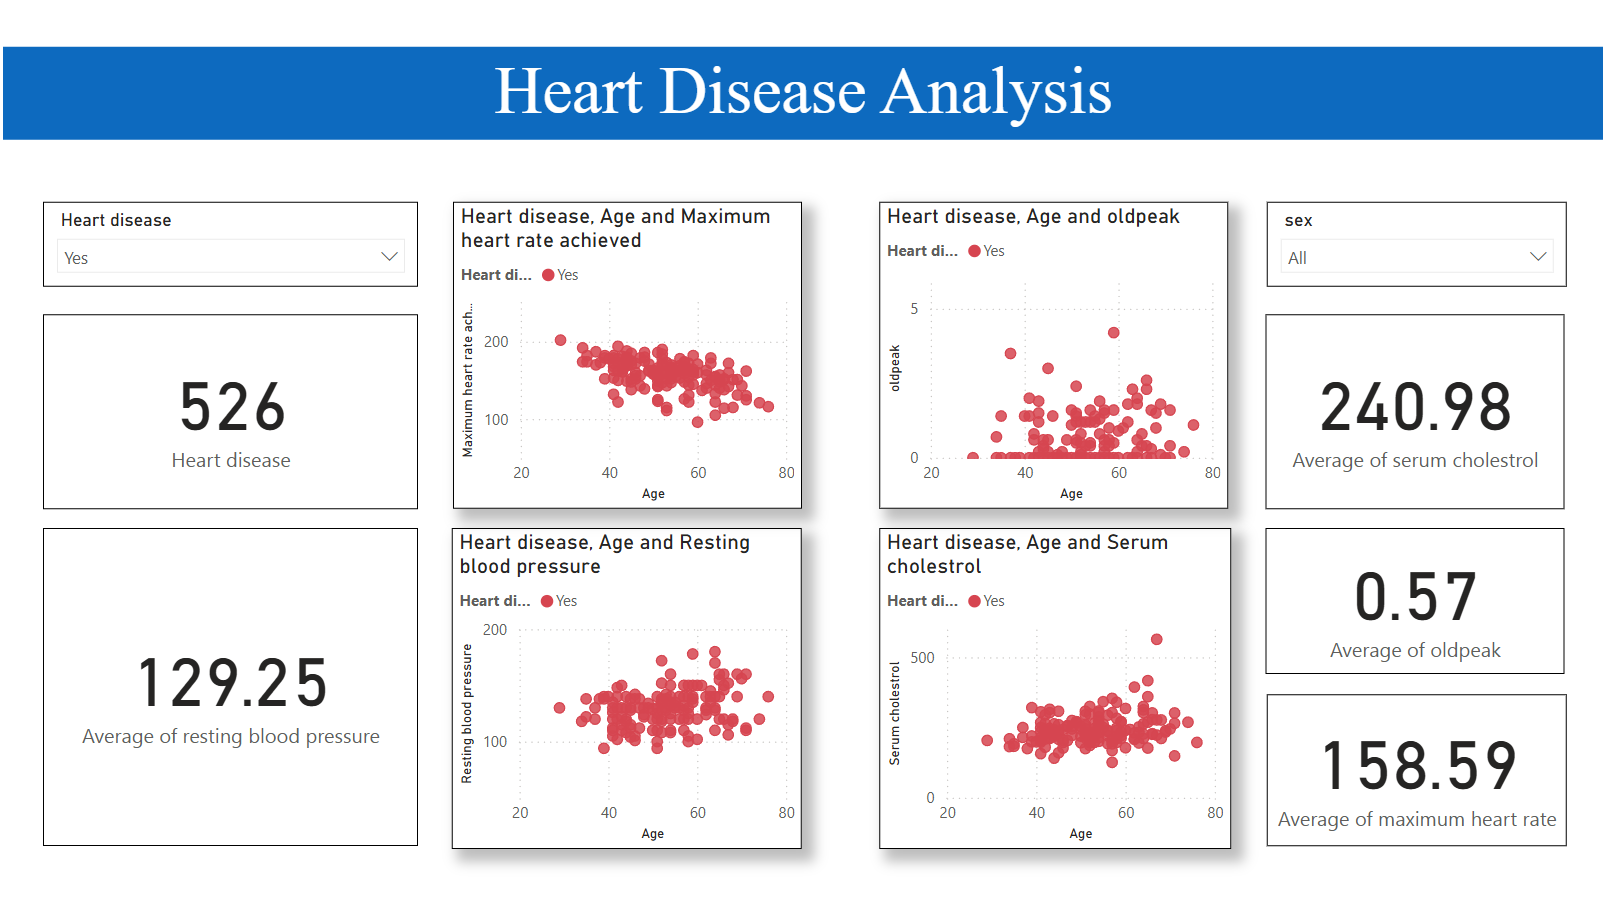 Heart Disease Analysis
Heart disease
Yes
526
Heart disease
129.25
Average of resting blood pressure
Heart disease, Age and Maximum
heart rate achieved
Heart di... Yes
Maximum heart rate ach...
200
100
20 40 60 80
Age
Heart disease, Age and oldpeak
Heart di... Yes
oldpeak
5
0
20 40 60 80
Age
Heart disease, Age and Resting
blood pressure
Heart di... Yes
Resting blood pressure
200
100
20 40 60 80
Age
Heart disease, Age and Serum
cholestrol
Heart di... Yes
Serum cholestrol
500
0
20 40 60 80
Age
sex
All
240.98
Average of serum cholestrol
0.57
Average of oldpeak
158.59
Average of maximum heart rate